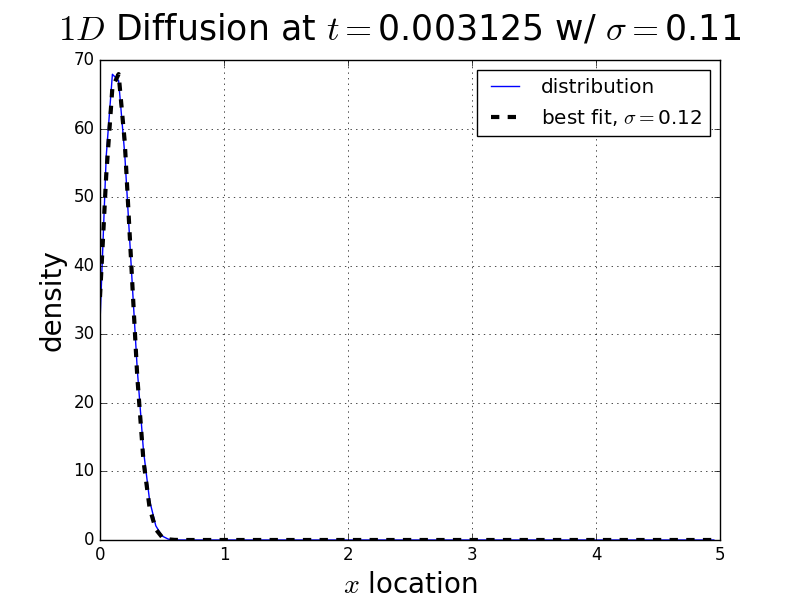 1D Diffusion at t = 0.003125 w/ σ = 0.11
70
60
50
40
30
20
10
0
density
distribution
best fit, σ = 0.12
0 1 2 3 4 5
x location